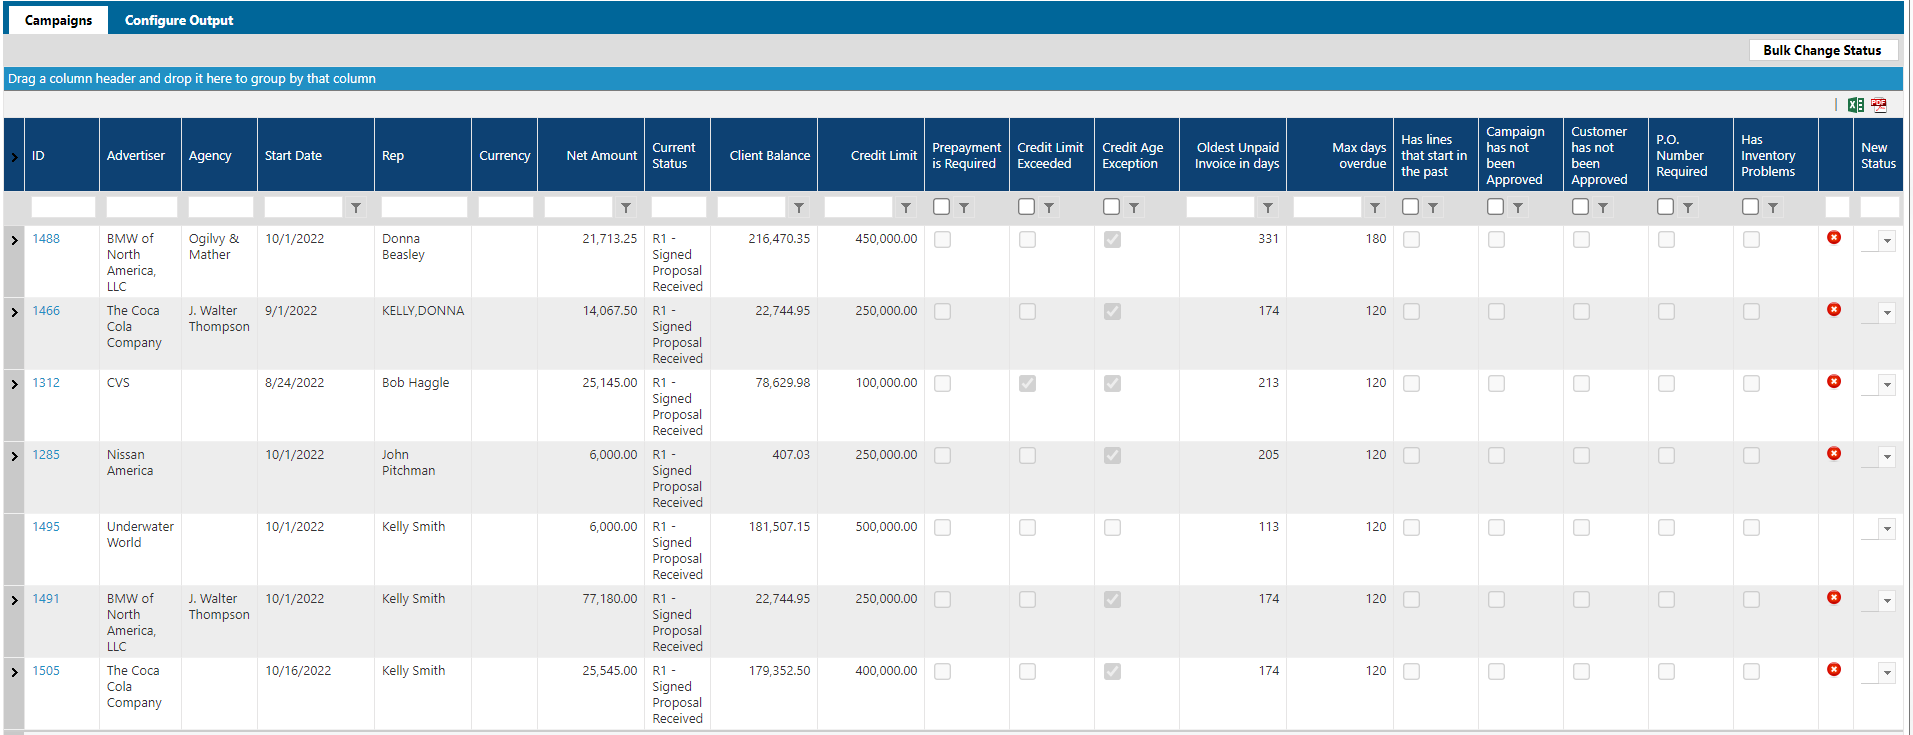 Campaigns Configure Output
Bulk Change Status
Drag a column header and drop it here to group by that column
ID Advertiser Agency Start Date Rep Currency Net Amount Current Status Client Balance Credit Limit Prepayment is Required Credit Limit Exceeded Credit Age Exception Oldest Unpaid Invoice in days Max days overdue Has lines that start in the past Campaign has not been Approved Customer has not been Approved P.O. Number Required Has Inventory Problems New Status
1488 BMW of North America, LLC Ogilvy & Mather 10/1/2022 Donna Beasley 21,713.25 R1 - Signed Proposal Received 216,470.35 450,000.00 331 180
1466 The Coca Cola Company J. Walter Thompson 9/1/2022 KELLY,DONNA 14,067.50 R1 - Signed Proposal Received 22,744.95 250,000.00 174 120
1312 CVS 8/24/2022 Bob Haggle 25,145.00 R1 - Signed Proposal Received 78,629.98 100,000.00 213 120
1285 Nissan America 10/1/2022 John Pitchman 6,000.00 R1 - Signed Proposal Received 407.03 250,000.00 205 120
1495 Underwater World 10/1/2022 Kelly Smith 6,000.00 R1 - Signed Proposal Received 181,507.15 500,000.00 113 120
1491 BMW of North America, LLC J. Walter Thompson 10/1/2022 Kelly Smith 77,180.00 R1 - Signed Proposal Received 22,744.95 250,000.00 174 120
1505 The Coca Cola Company 10/16/2022 Kelly Smith 25,545.00 R1 - Signed Proposal Received 179,352.50 400,000.00 174 120